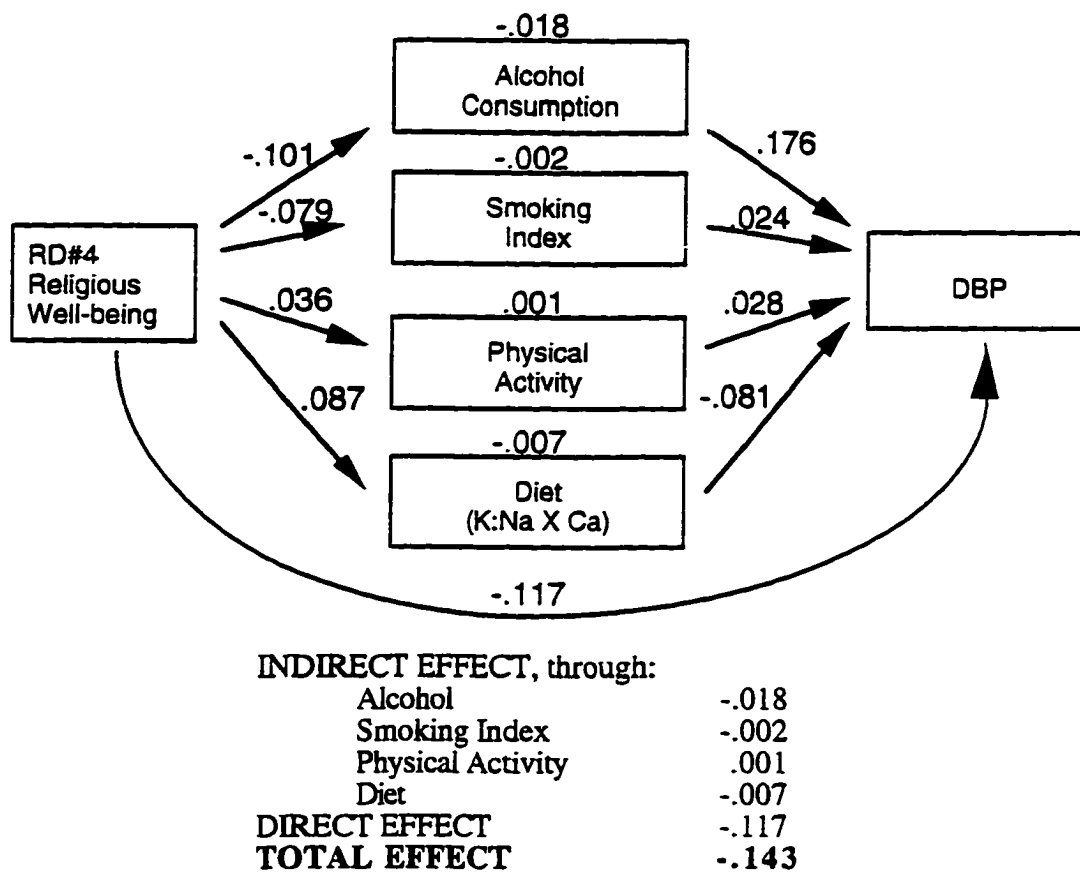 -.018
Alcohol
Consumption
-.101
.176
-.002
-.079
Smoking
Index
.024
RD#4
Religious
Well-being
DBP
.036
.001
.028
Physical
Activity
.087
-.081
-.007
Diet
(K:Na X Ca)
-.117
INDIRECT EFFECT, through:
Alcohol -.018
Smoking Index -.002
Physical Activity .001
Diet -.007
DIRECT EFFECT -.117
TOTAL EFFECT -.143